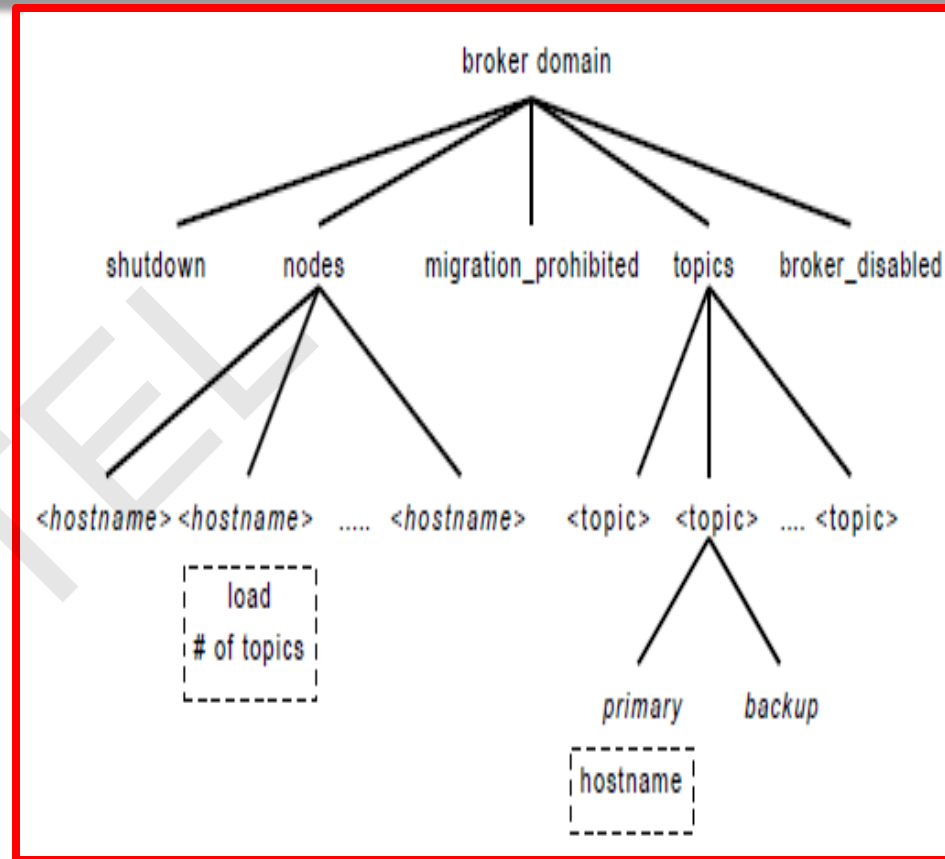 broker domain
shutdown nodes migration_prohibited topics broker_disabled
<hostname> <hostname> ..... <hostname> <topic> <topic> .... <topic>
load
# of topics
primary backup
hostname